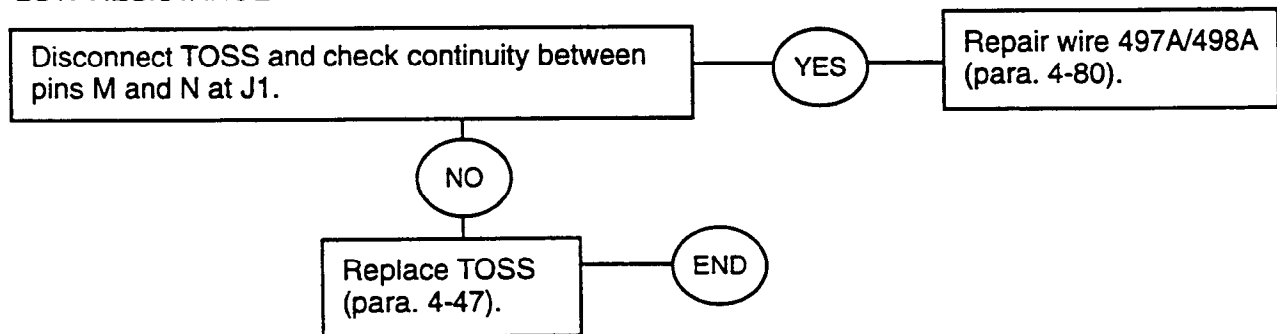 Disconnect TOSS and check continuity between
pins M and N at J1.
YES
Repair wire 497A/498A
(para. 4-80).
NO
Replace TOSS
(para. 4-47).
END